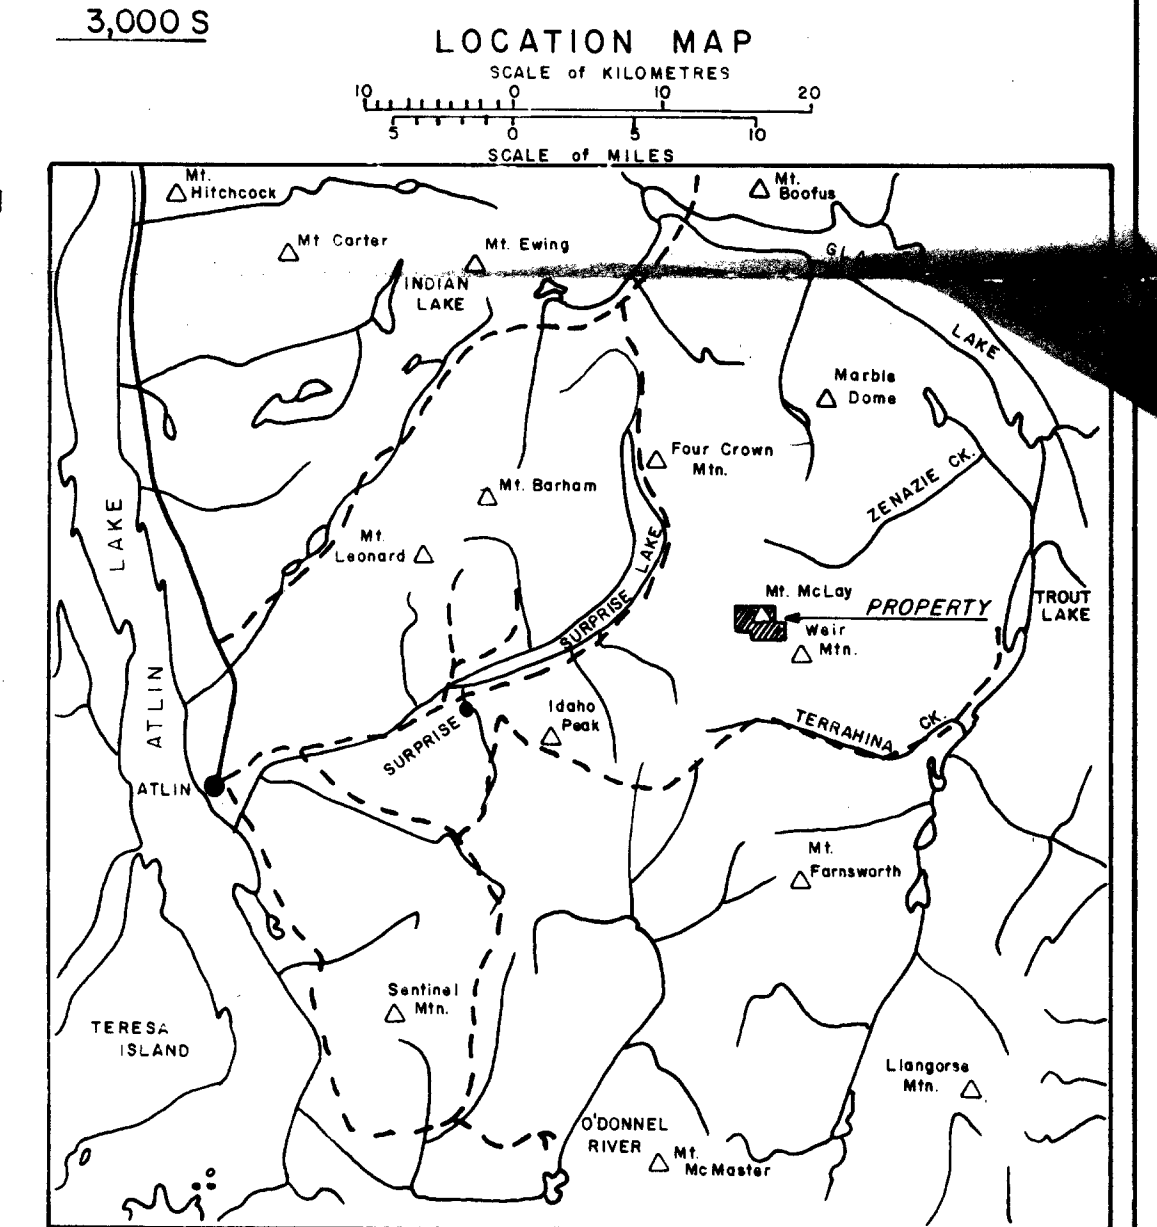 3,000 S
LOCATION MAP
SCALE of KILOMETRES
10 0 10 20
5 0 5 10
SCALE of MILES
Mt.
Hitchcock
Mt.
Boofus
Mt Carter
Mt. Ewing
INDIAN
LAKE
LAKE
Marble
Dome
Four Crown
Mtn.
ZENAZIE CK.
Mt. Barham
LAKE
Mt.
Leonard
SURPRISE LAKE
Mt. McLay
PROPERTY
TROUT
LAKE
Weir
Mtn.
ATLIN
Idaho
Peak
SURPRISE
TERRAHINA CK.
ATLIN
Mt.
Farnsworth
Sentinel
Mtn.
TERESA
ISLAND
Llangorse
Mtn.
O'DONNEL
RIVER
Mt.
McMaster